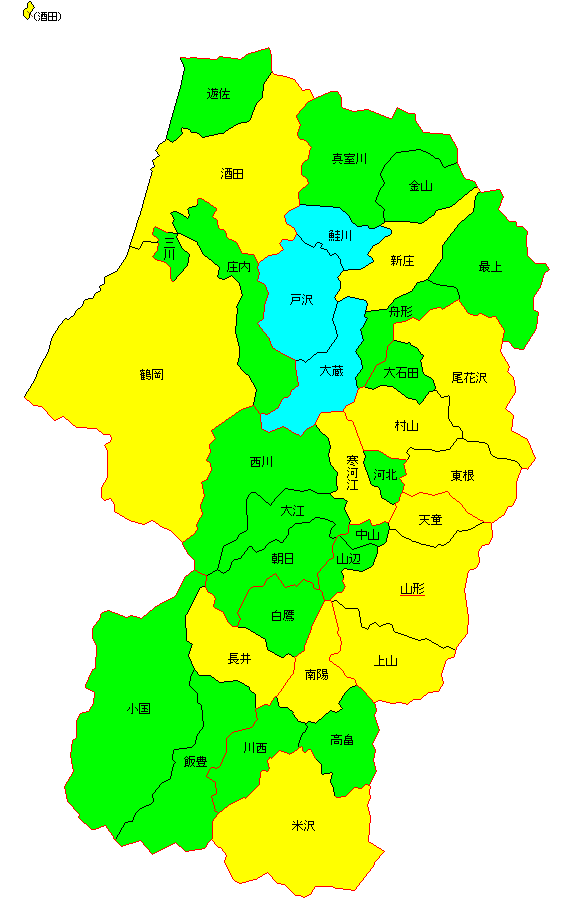 (酒田)
遊佐
酒田
真室川
金山
三川
鮭川
新庄
庄内
最上
戸沢
舟形
鶴岡
大蔵
大石田
尾花沢
村山
西川
寒河江
河北
東根
大江
天童
中山
朝日
山辺
山形
白鷹
長井
南陽
上山
小国
川西
高畠
飯豊
米沢